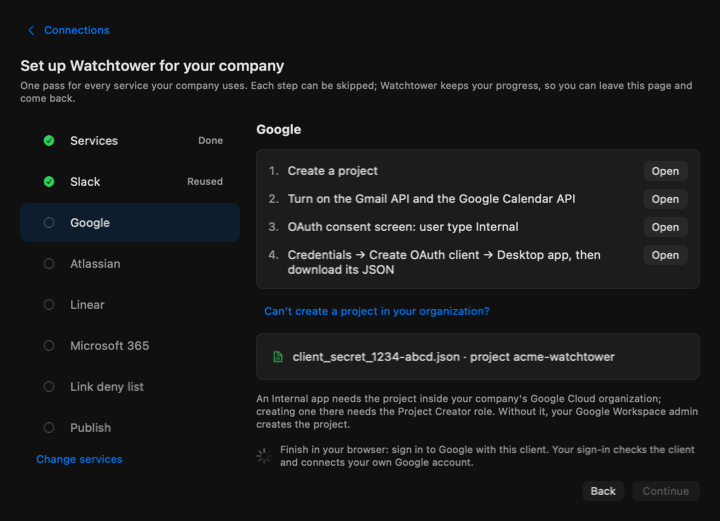 Connections
Set up Watchtower for your company
One pass for every service your company uses. Each step can be skipped; Watchtower keeps your progress, so you can leave this page and
come back.
Services Done
Slack Reused
Google
Atlassian
Linear
Microsoft 365
Link deny list
Publish
Change services
Google
1. Create a project Open
2. Turn on the Gmail API and the Google Calendar API Open
3. OAuth consent screen: user type Internal Open
4. Credentials → Create OAuth client → Desktop app, then Open
download its JSON
Can't create a project in your organization?
client_secret_1234-abcd.json · project acme-watchtower
An Internal app needs the project inside your company's Google Cloud organization;
creating one there needs the Project Creator role. Without it, your Google Workspace admin
creates the project.
Finish in your browser: sign in to Google with this client. Your sign-in checks the client
and connects your own Google account.
Back Continue